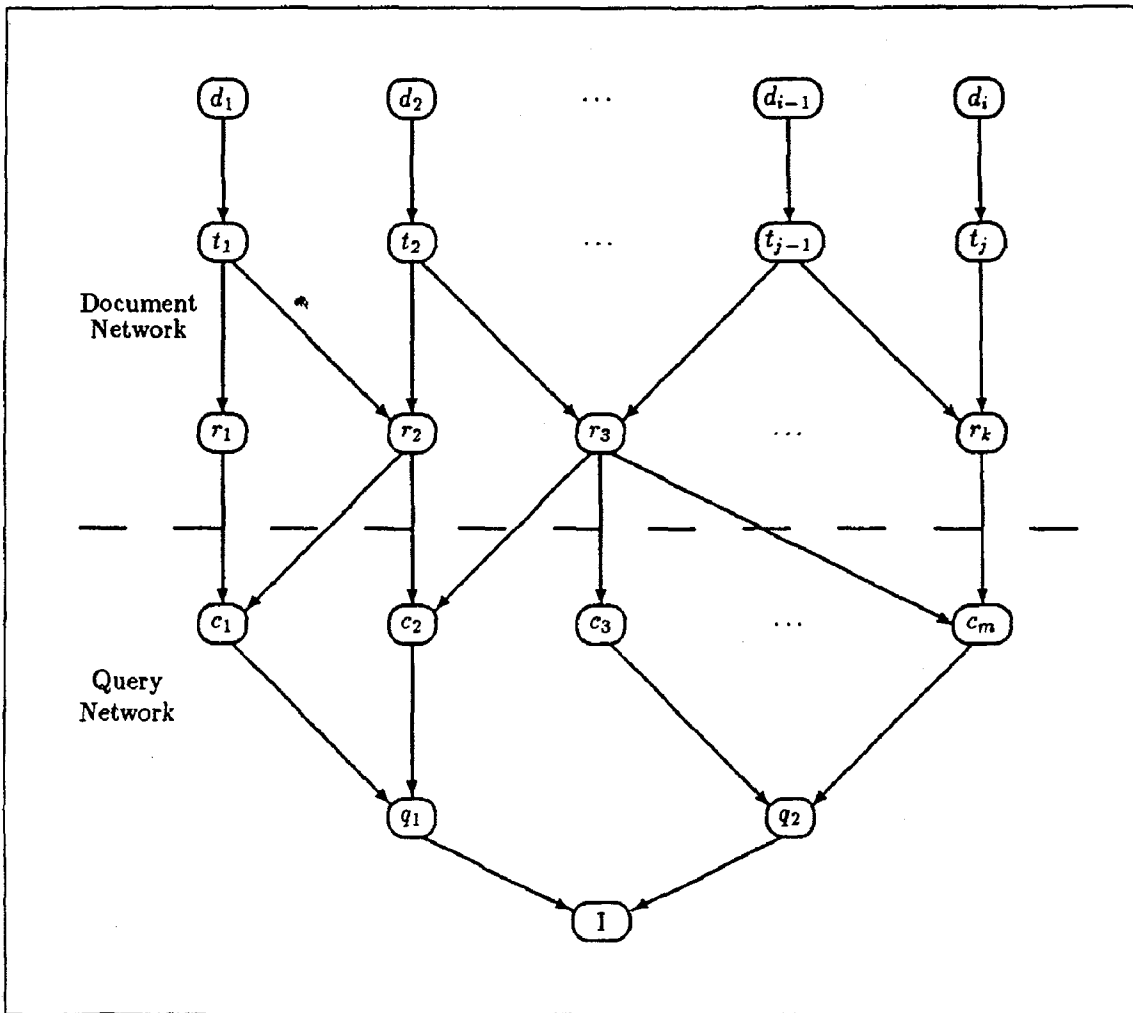 d₁ d₂ ... dᵢ₋₁ dᵢ
t₁ t₂ ... tⱼ₋₁ tⱼ
Document
Network
r₁ r₂ r₃ ... rₖ
c₁ c₂ c₃ ... cₘ
Query
Network
q₁ q₂
I